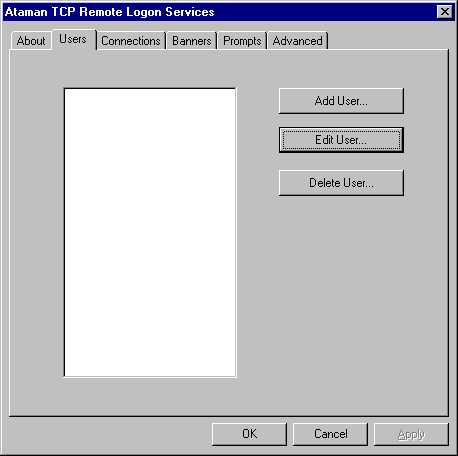 Ataman TCP Remote Logon Services
About Users Connections Banners Prompts Advanced
Add User...
Edit User...
Delete User...
OK Cancel Apply